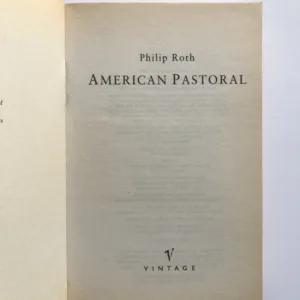 Philip Roth
AMERICAN PASTORAL
V
VINTAGE